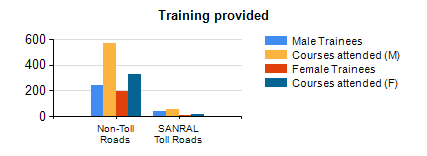 Training provided
600
400
200
0
Non-Toll
Roads
SANRAL
Toll Roads
Male Trainees
Courses attended (M)
Female Trainees
Courses attended (F)